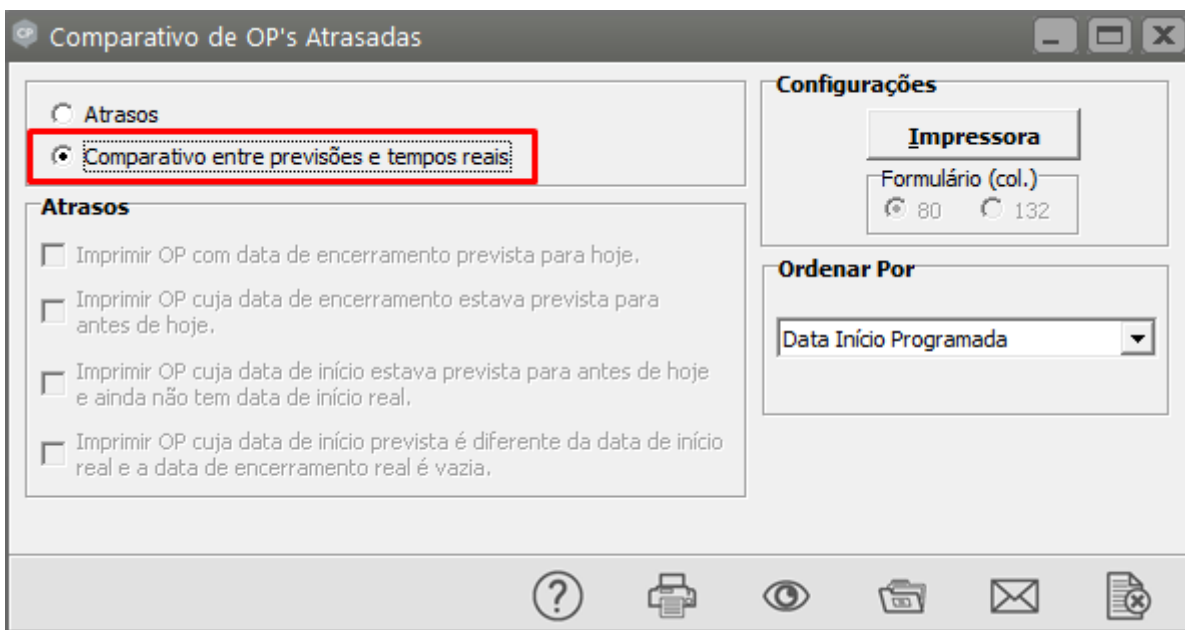 CP Comparativo de OP's Atrasadas
Atrasos
Comparativo entre previsões e tempos reais
Atrasos
Imprimir OP com data de encerramento prevista para hoje.
Imprimir OP cuja data de encerramento estava prevista para
antes de hoje.
Imprimir OP cuja data de início estava prevista para antes de hoje
e ainda não tem data de início real.
Imprimir OP cuja data de início prevista é diferente da data de início
real e a data de encerramento real é vazia.
Configurações
Impressora
Formulário (col.)
80 132
Ordenar Por
Data Início Programada
?